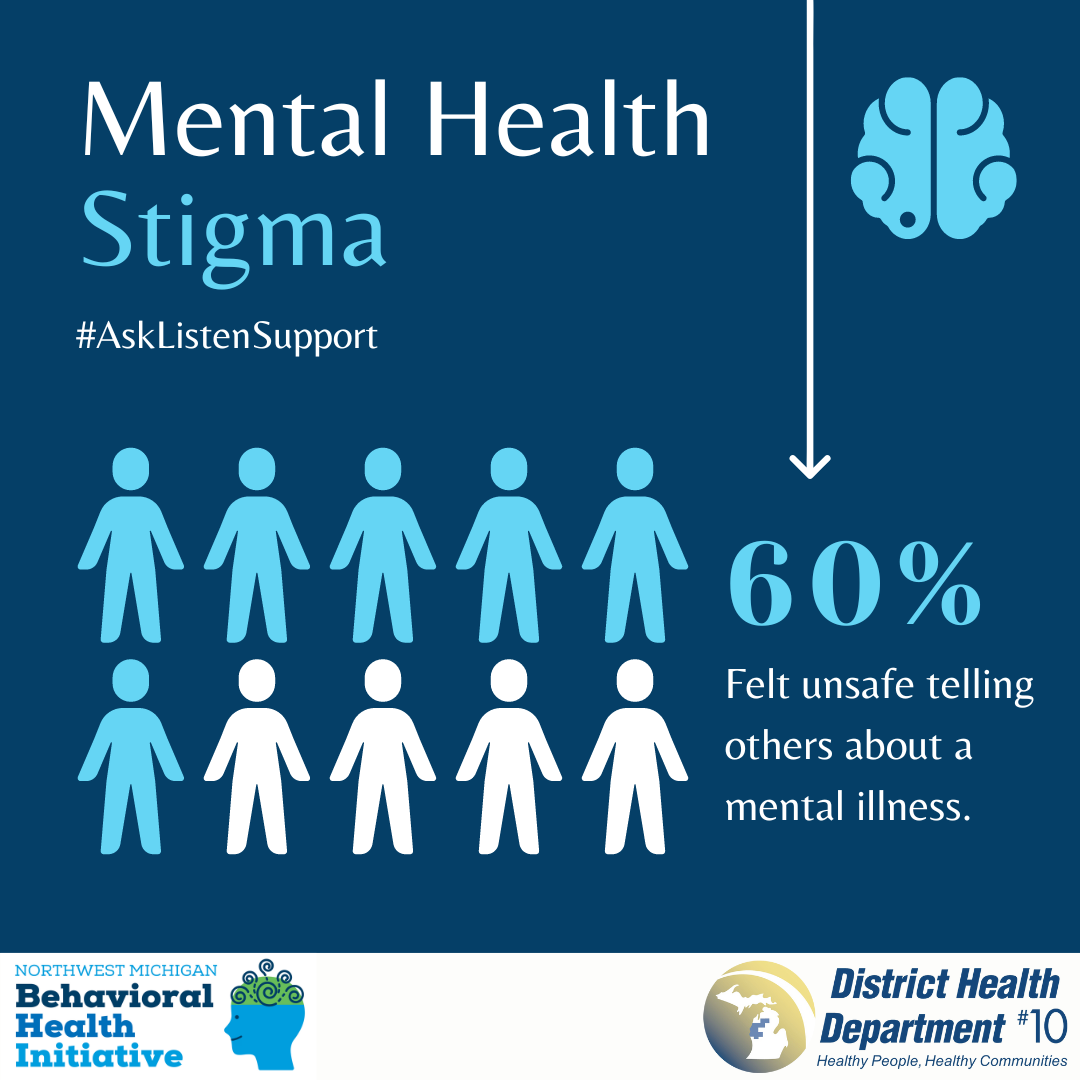 Mental Health
Stigma
#AskListenSupport
60%
Felt unsafe telling
others about a
mental illness.
NORTHWEST MICHIGAN
Behavioral
Health
Initiative
District Health
Department #10
Healthy People, Healthy Communities